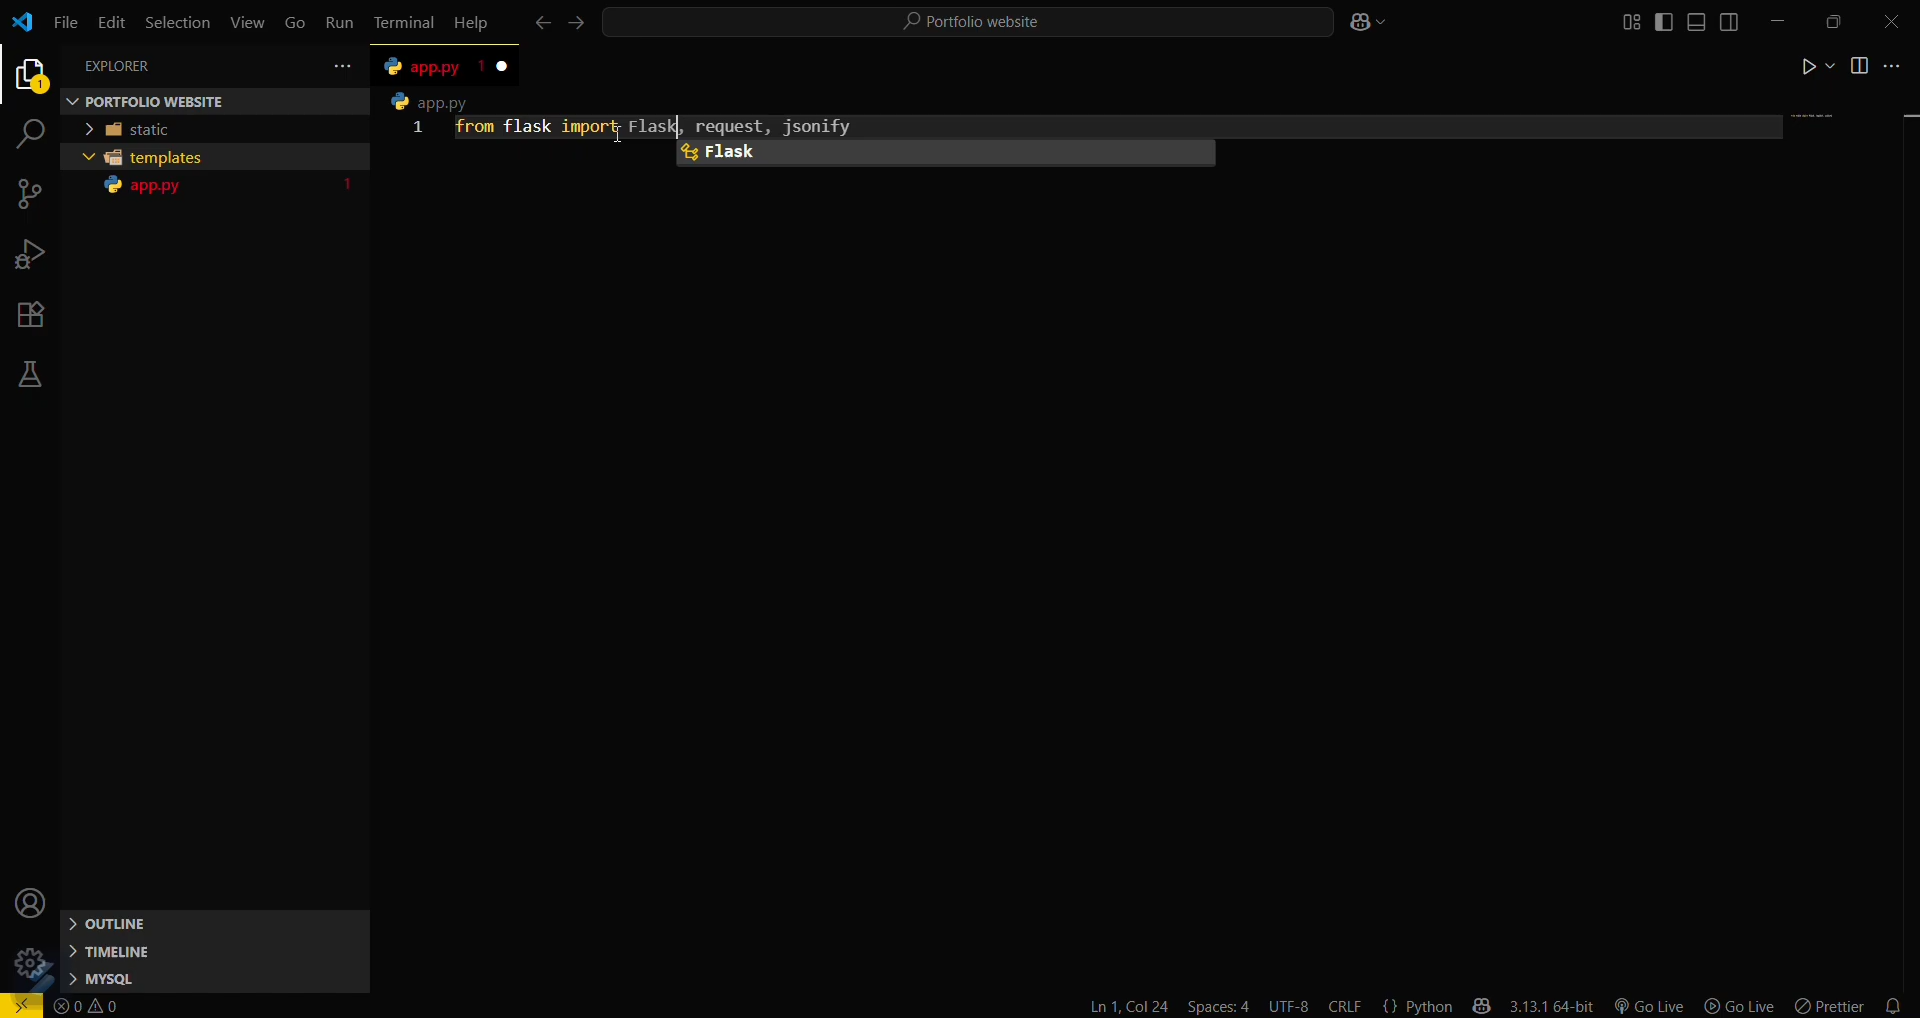 File Edit Selection View Go Run Terminal Help Portfolio website
EXPLORER ... app.py 1
1
PORTFOLIO WEBSITE app.py
static 1 from flask import Flask, request, jsonify
templates Flask
app.py 1
OUTLINE
TIMELINE
MYSQL
0 0 Ln 1, Col 24 Spaces: 4 UTF-8 CRLF {} Python 3.13.1 64-bit Go Live Go Live Prettier